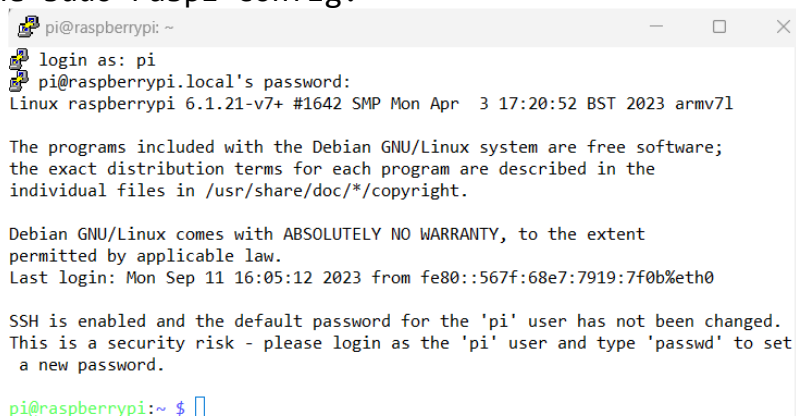 pi@raspberrypi: ~
login as: pi
pi@raspberrypi.local's password:
Linux raspberrypi 6.1.21-v7+ #1642 SMP Mon Apr  3 17:20:52 BST 2023 armv7l

The programs included with the Debian GNU/Linux system are free software;
the exact distribution terms for each program are described in the
individual files in /usr/share/doc/*/copyright.

Debian GNU/Linux comes with ABSOLUTELY NO WARRANTY, to the extent
permitted by applicable law.
Last login: Mon Sep 11 16:05:12 2023 from fe80::567f:68e7:7919:7f0b%eth0

SSH is enabled and the default password for the 'pi' user has not been changed.
This is a security risk - please login as the 'pi' user and type 'passwd' to set
 a new password.

pi@raspberrypi:~ $